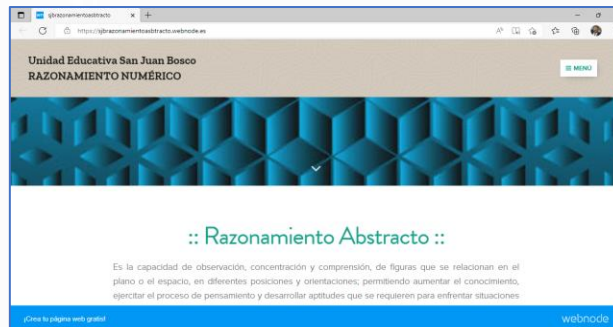 sjbrazonamientoabstracto
https://sjbrazonamientoabstracto.webnode.es
Unidad Educativa San Juan Bosco
RAZONAMIENTO NUMÉRICO
MENÚ
:: Razonamiento Abstracto ::
Es la capacidad de observación, concentración y comprensión, de figuras que se relacionan en el
plano o el espacio, en diferentes posiciones y orientaciones; permitiendo aumentar el conocimiento,
ejercitar el proceso de pensamiento y desarrollar aptitudes que se requieren para enfrentar situaciones
¡Crea tu página web gratis!
webnode